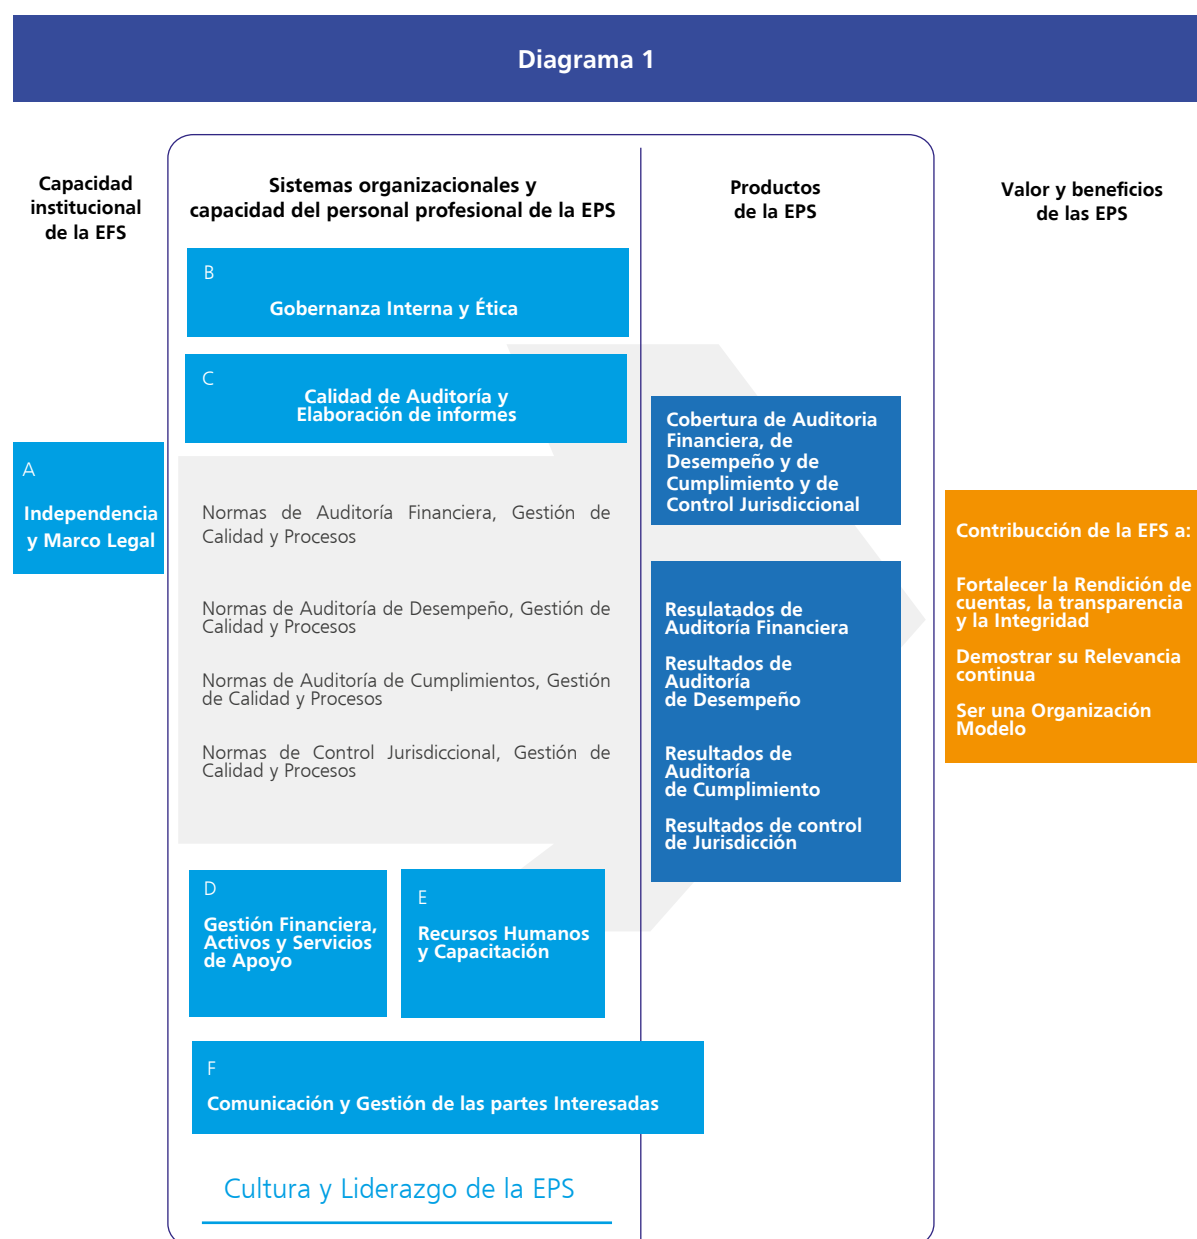 Diagrama 1
Capacidad
institucional
de la EFS
Sistemas organizacionales y
capacidad del personal profesional de la EPS
Productos
de la EPS
Valor y beneficios
de las EPS
A
Independencia
y Marco Legal
B
Gobernanza Interna y Ética
C
Calidad de Auditoría y
Elaboración de informes
Normas de Auditoría Financiera, Gestión de
Calidad y Procesos
Normas de Auditoría de Desempeño, Gestión de
Calidad y Procesos
Normas de Auditoría de Cumplimientos, Gestión
de Calidad y Procesos
Normas de Control Jurisdiccional, Gestión de
Calidad y Procesos
D
Gestión Financiera,
Activos y Servicios
de Apoyo
E
Recursos Humanos
y Capacitación
F
Comunicación y Gestión de las partes Interesadas
Cultura y Liderazgo de la EPS
Cobertura de Auditoria
Financiera, de
Desempeño y de
Cumplimiento y de
Control Jurisdiccional
Resulatados de
Auditoría Financiera
Resultados de
Auditoría
de Desempeño
Resultados de
Auditoría
de Cumplimiento
Resultados de control
de Jurisdicción
Contribucción de la EFS a:
Fortalecer la Rendición de
cuentas, la transparencia
y la Integridad
Demostrar su Relevancia
continua
Ser una Organización
Modelo